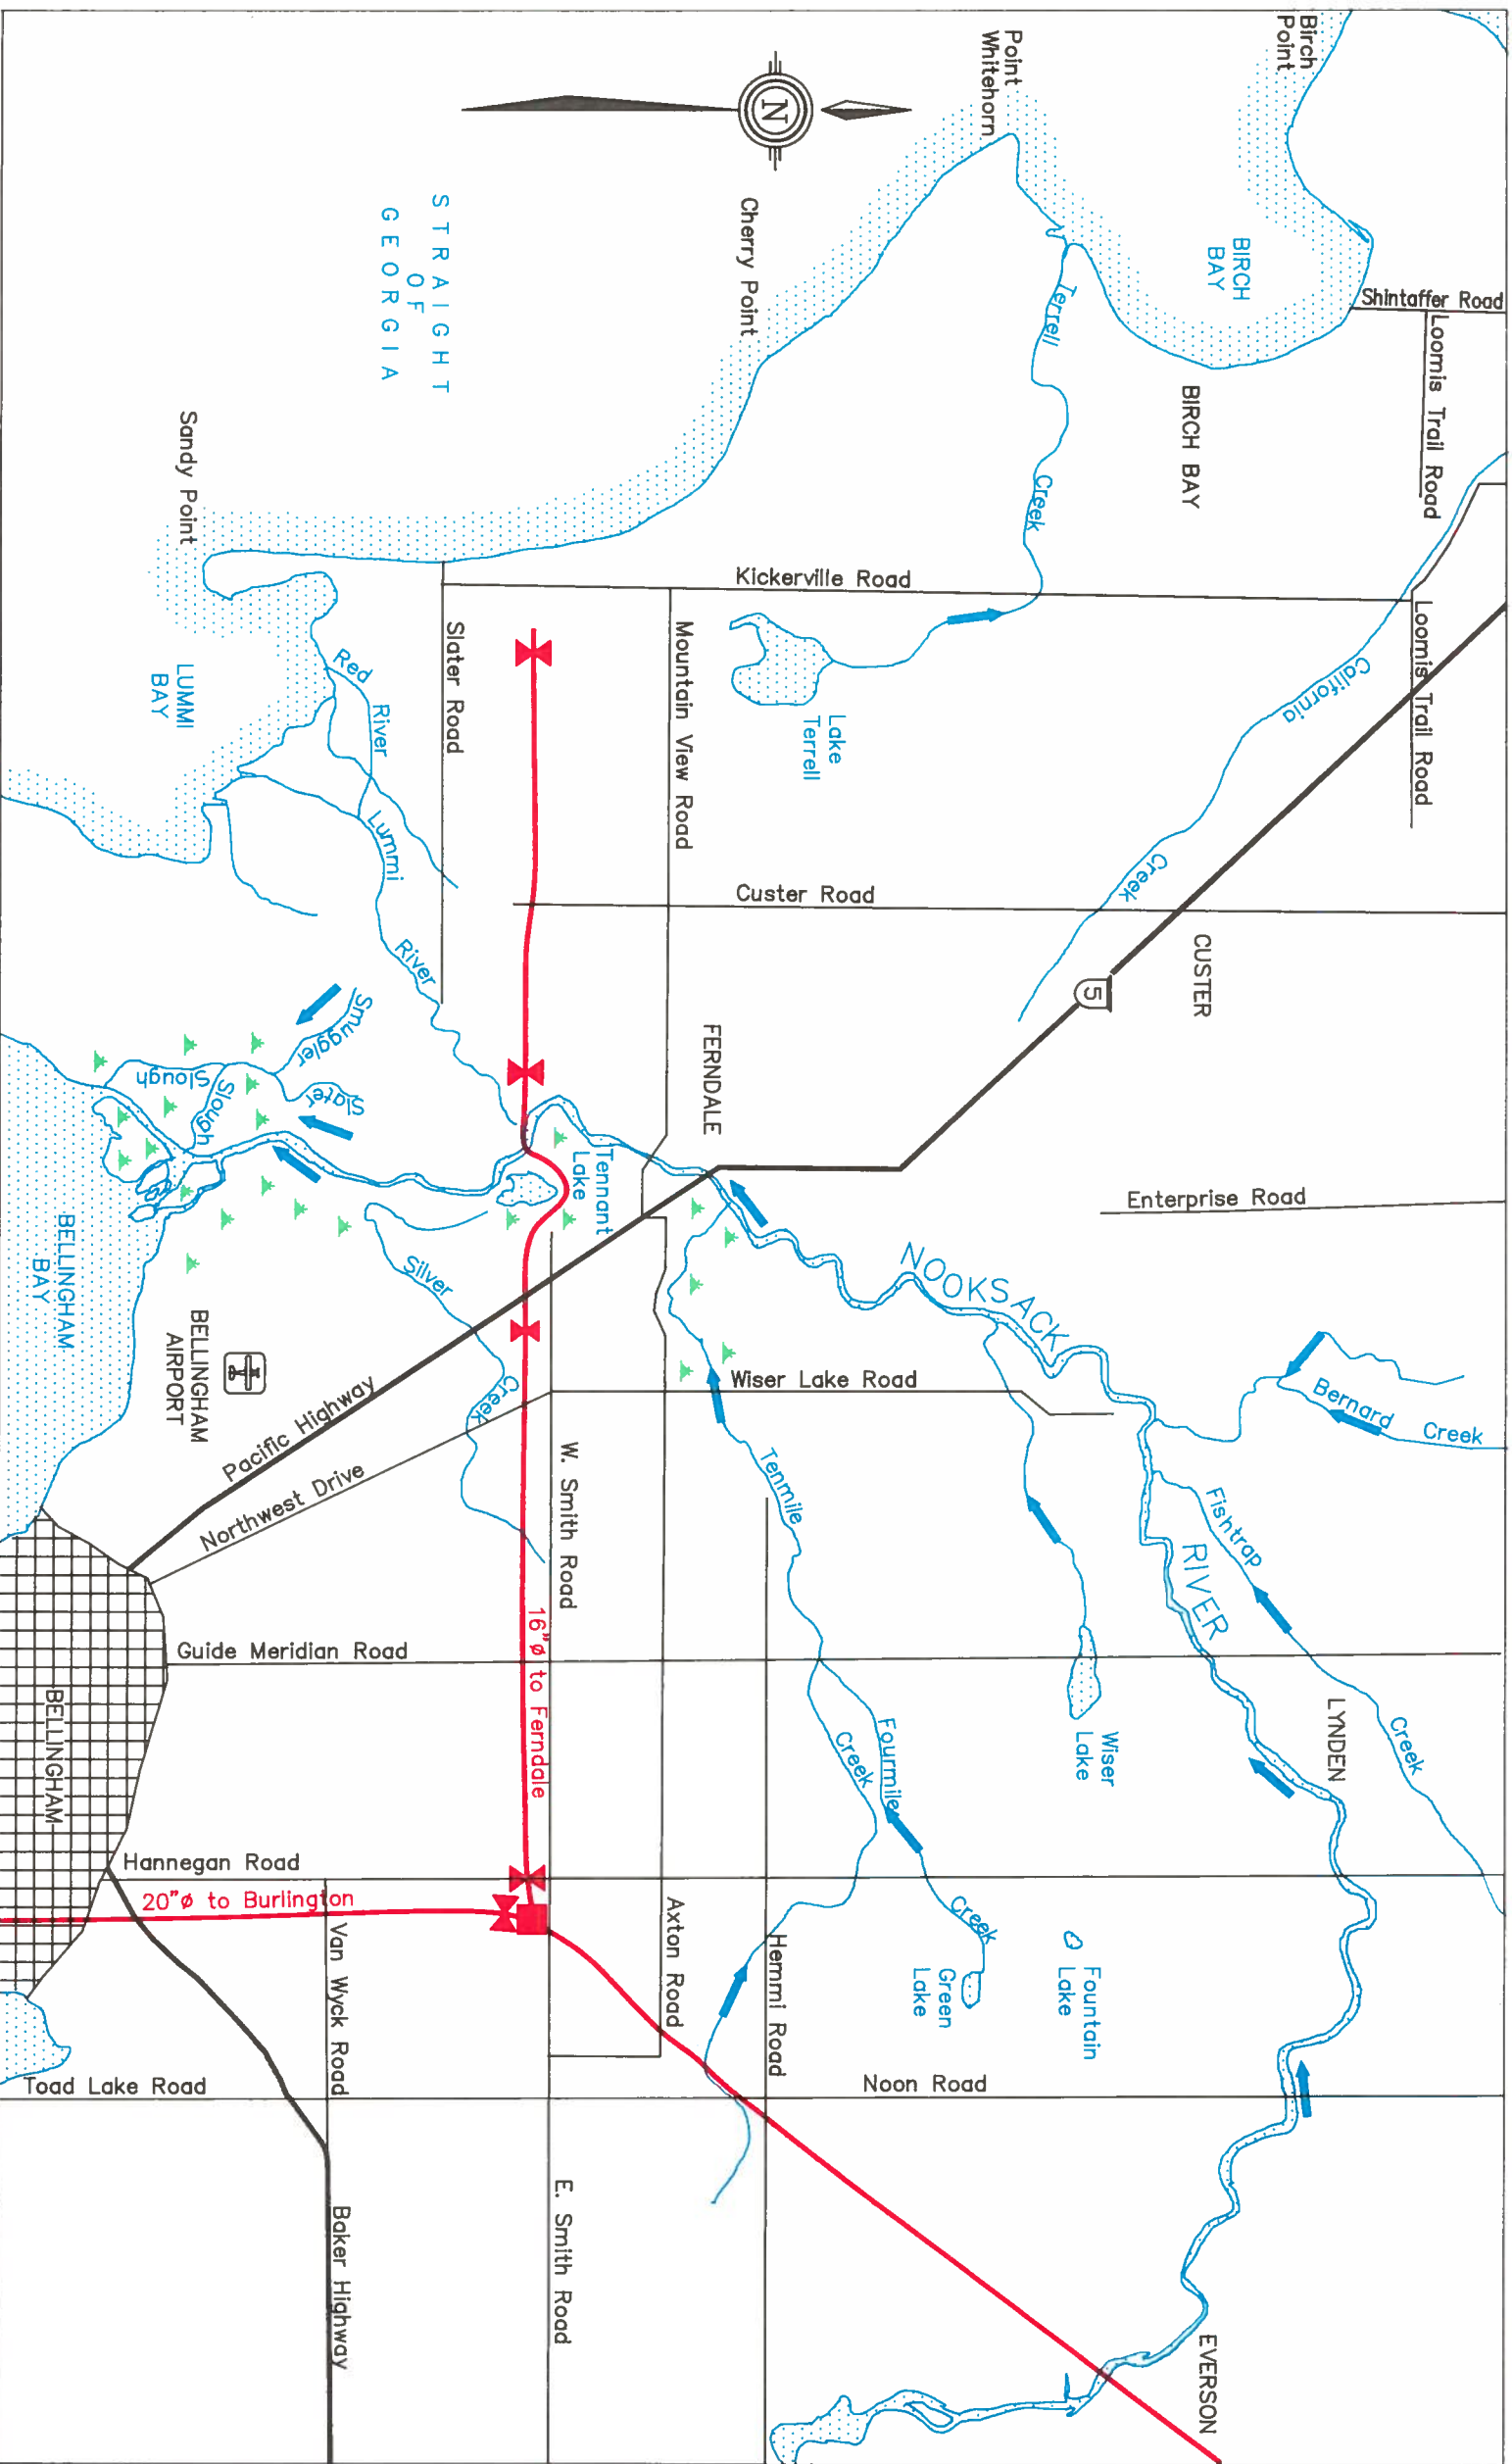 Birch
Point
BIRCH
BAY
Shintaffer Road
Loomis Trail Road
Point
Whitehorn
Terrell
Creek
BIRCH BAY
Cherry Point
N
STRAIGHT
OF
GEORGIA
Sandy Point
LUMMI
BAY
Kickerville Road
Loomis Trail Road
California
Creek
Lake
Terrell
Mountain View Road
Slater Road
Red
River
Lummi
River
Custer Road
CUSTER
5
FERNDALE
Enterprise Road
Tennant
Lake
Smuggler
Slough
Slater
Slough
BELLINGHAM
BAY
Silver
Creek
BELLINGHAM
AIRPORT
Pacific Highway
Northwest Drive
NOOKSACK
RIVER
Wiser Lake Road
Bernard
Creek
Fishtrap
Creek
Tenmile
Creek
W. Smith Road
16"ø to Ferndale
Guide Meridian Road
BELLINGHAM
LYNDEN
Wiser
Lake
Fourmile
Creek
Hannegan Road
20"ø to Burlington
Van Wyck Road
Axton Road
Hemmi Road
Green
Lake
Fountain
Lake
Toad Lake Road
Noon Road
Baker Highway
E. Smith Road
EVERSON